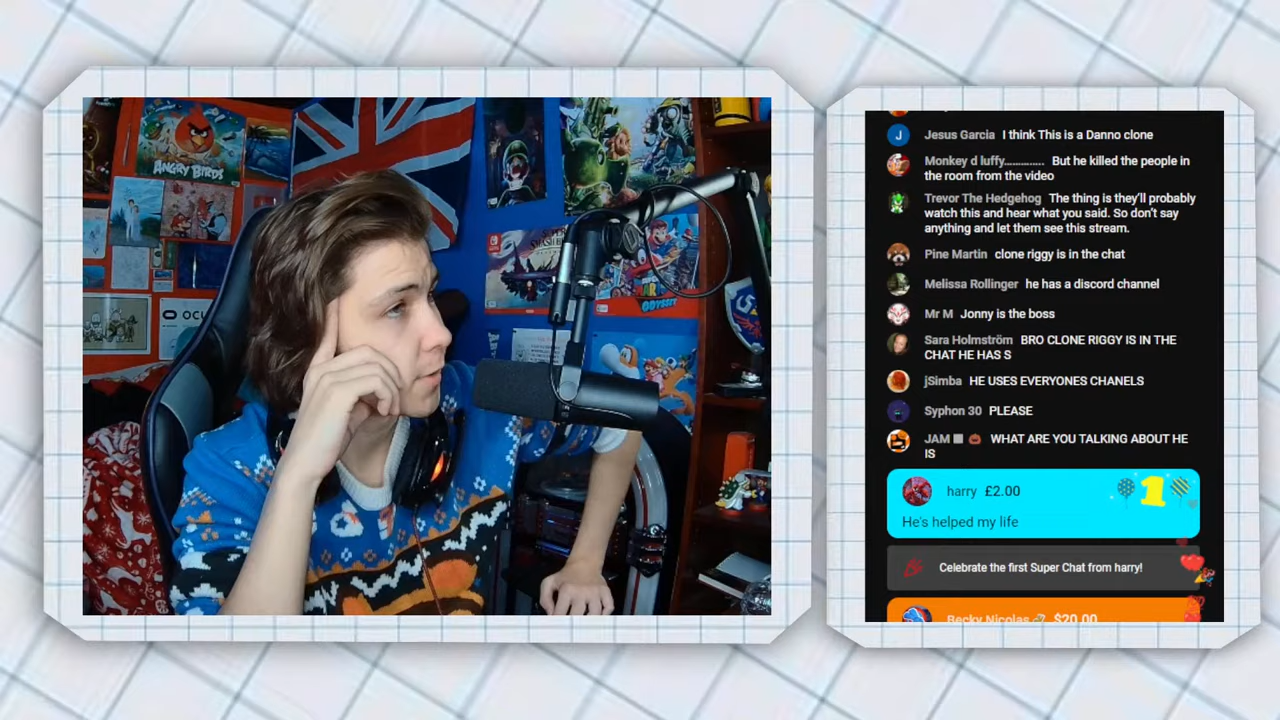 ANGRY BIRDS
SUPER
SMASH
ODYSSEY
Jesus Garcia I think This is a Danno clone
Monkey d luffy.............. But he killed the people in
the room from the video
Trevor The Hedgehog The thing is they'll probably
watch this and hear what you said. So don't say
anything and let them see this stream.
Pine Martin clone riggy is in the chat
Melissa Rollinger he has a discord channel
Mr M Jonny is the boss
Sara Holmström BRO CLONE RIGGY IS IN THE
CHAT HE HAS S
jSimba HE USES EVERYONES CHANELS
Syphon 30 PLEASE
JAM WHAT ARE YOU TALKING ABOUT HE
IS
harry £2.00
1
He's helped my life
Celebrate the first Super Chat from harry!
Becky Nicolas $20.00